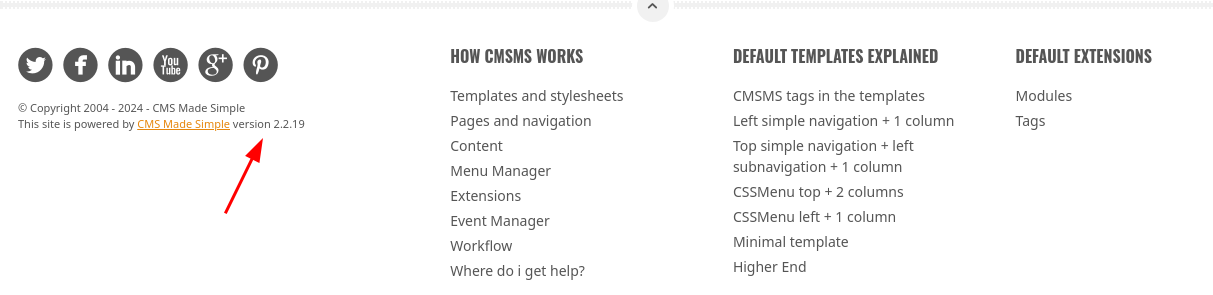 You
Tube
g+
© Copyright 2004 - 2024 - CMS Made Simple
This site is powered by CMS Made Simple version 2.2.19
HOW CMSMS WORKS
Templates and stylesheets
Pages and navigation
Content
Menu Manager
Extensions
Event Manager
Workflow
Where do i get help?
DEFAULT TEMPLATES EXPLAINED
CMSMS tags in the templates
Left simple navigation + 1 column
Top simple navigation + left
subnavigation + 1 column
CSSMenu top + 2 columns
CSSMenu left + 1 column
Minimal template
Higher End
DEFAULT EXTENSIONS
Modules
Tags